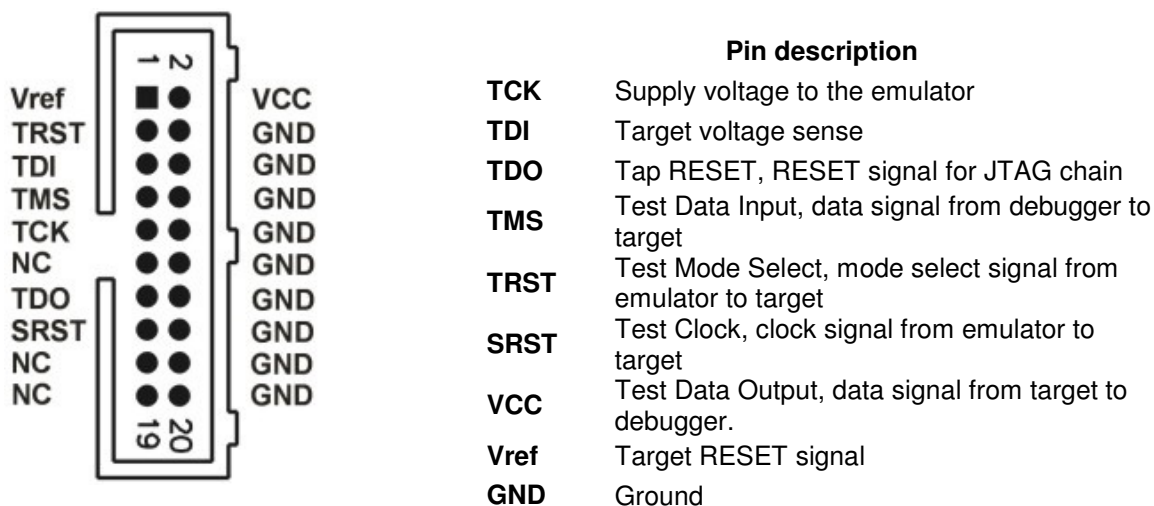 1 2
Vref VCC
TRST GND
TDI GND
TMS GND
TCK GND
NC GND
TDO GND
SRST GND
NC GND
NC GND
19 20
Pin description
TCK Supply voltage to the emulator
TDI Target voltage sense
TDO Tap RESET, RESET signal for JTAG chain
TMS Test Data Input, data signal from debugger to
target
TRST Test Mode Select, mode select signal from
emulator to target
SRST Test Clock, clock signal from emulator to
target
VCC Test Data Output, data signal from target to
debugger.
Vref Target RESET signal
GND Ground